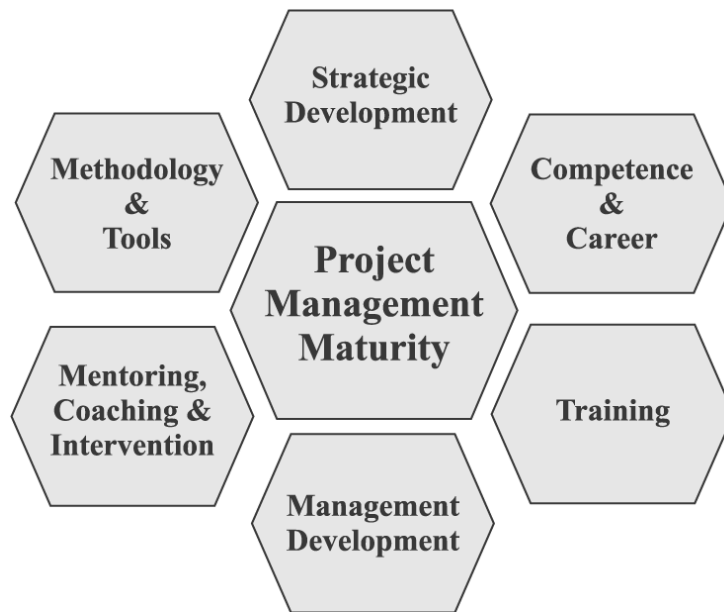 Strategic
Development
Methodology
&
Tools
Competence
&
Career
Project
Management
Maturity
Mentoring,
Coaching &
Intervention
Training
Management
Development